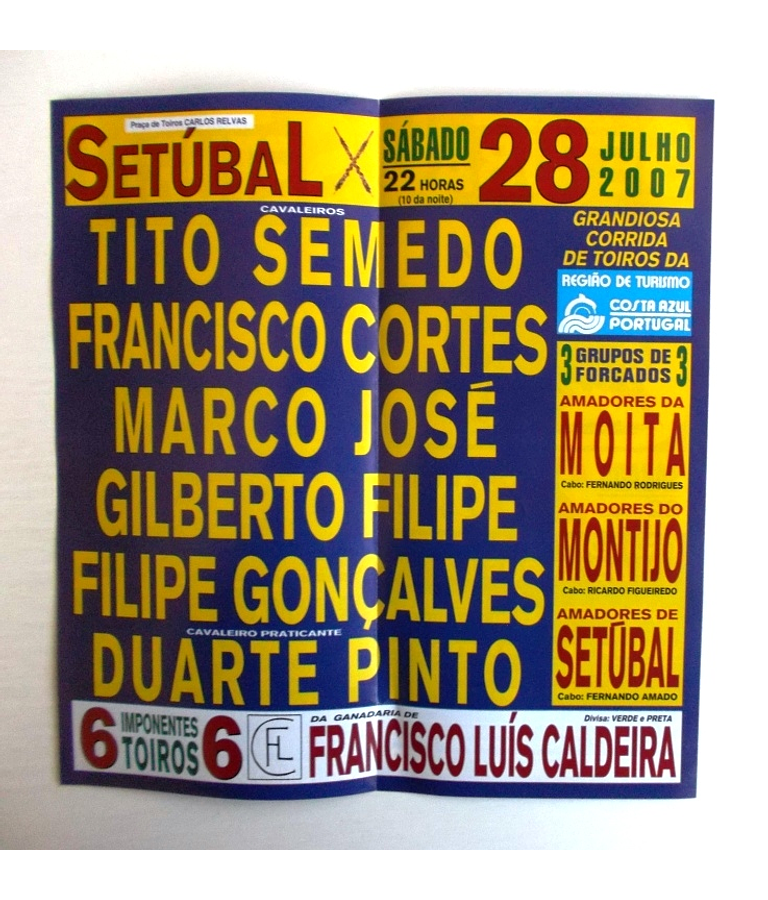 Praça de Toiros CARLOS RELVAS
SETÚBAL
SÁBADO
22 HORAS
(10 da noite)
28
JULHO
2007
CAVALEIROS
TITO SEMEDO
FRANCISCO CORTES
MARCO JOSÉ
GILBERTO FILIPE
FILIPE GONÇALVES
CAVALEIRO PRATICANTE
DUARTE PINTO
GRANDIOSA
CORRIDA
DE TOIROS DA
REGIÃO DE TURISMO
COSTA AZUL
PORTUGAL
3 GRUPOS DE FORCADOS 3
AMADORES DA
MOITA
Cabo: FERNANDO RODRIGUES
AMADORES DO
MONTIJO
Cabo: RICARDO FIGUEIREDO
AMADORES DE
SETÚBAL
Cabo: FERNANDO AMADO
6 IMPONENTES TOIROS 6
CFL
DA GANADARIA DE
Divisa: VERDE e PRETA
FRANCISCO LUÍS CALDEIRA